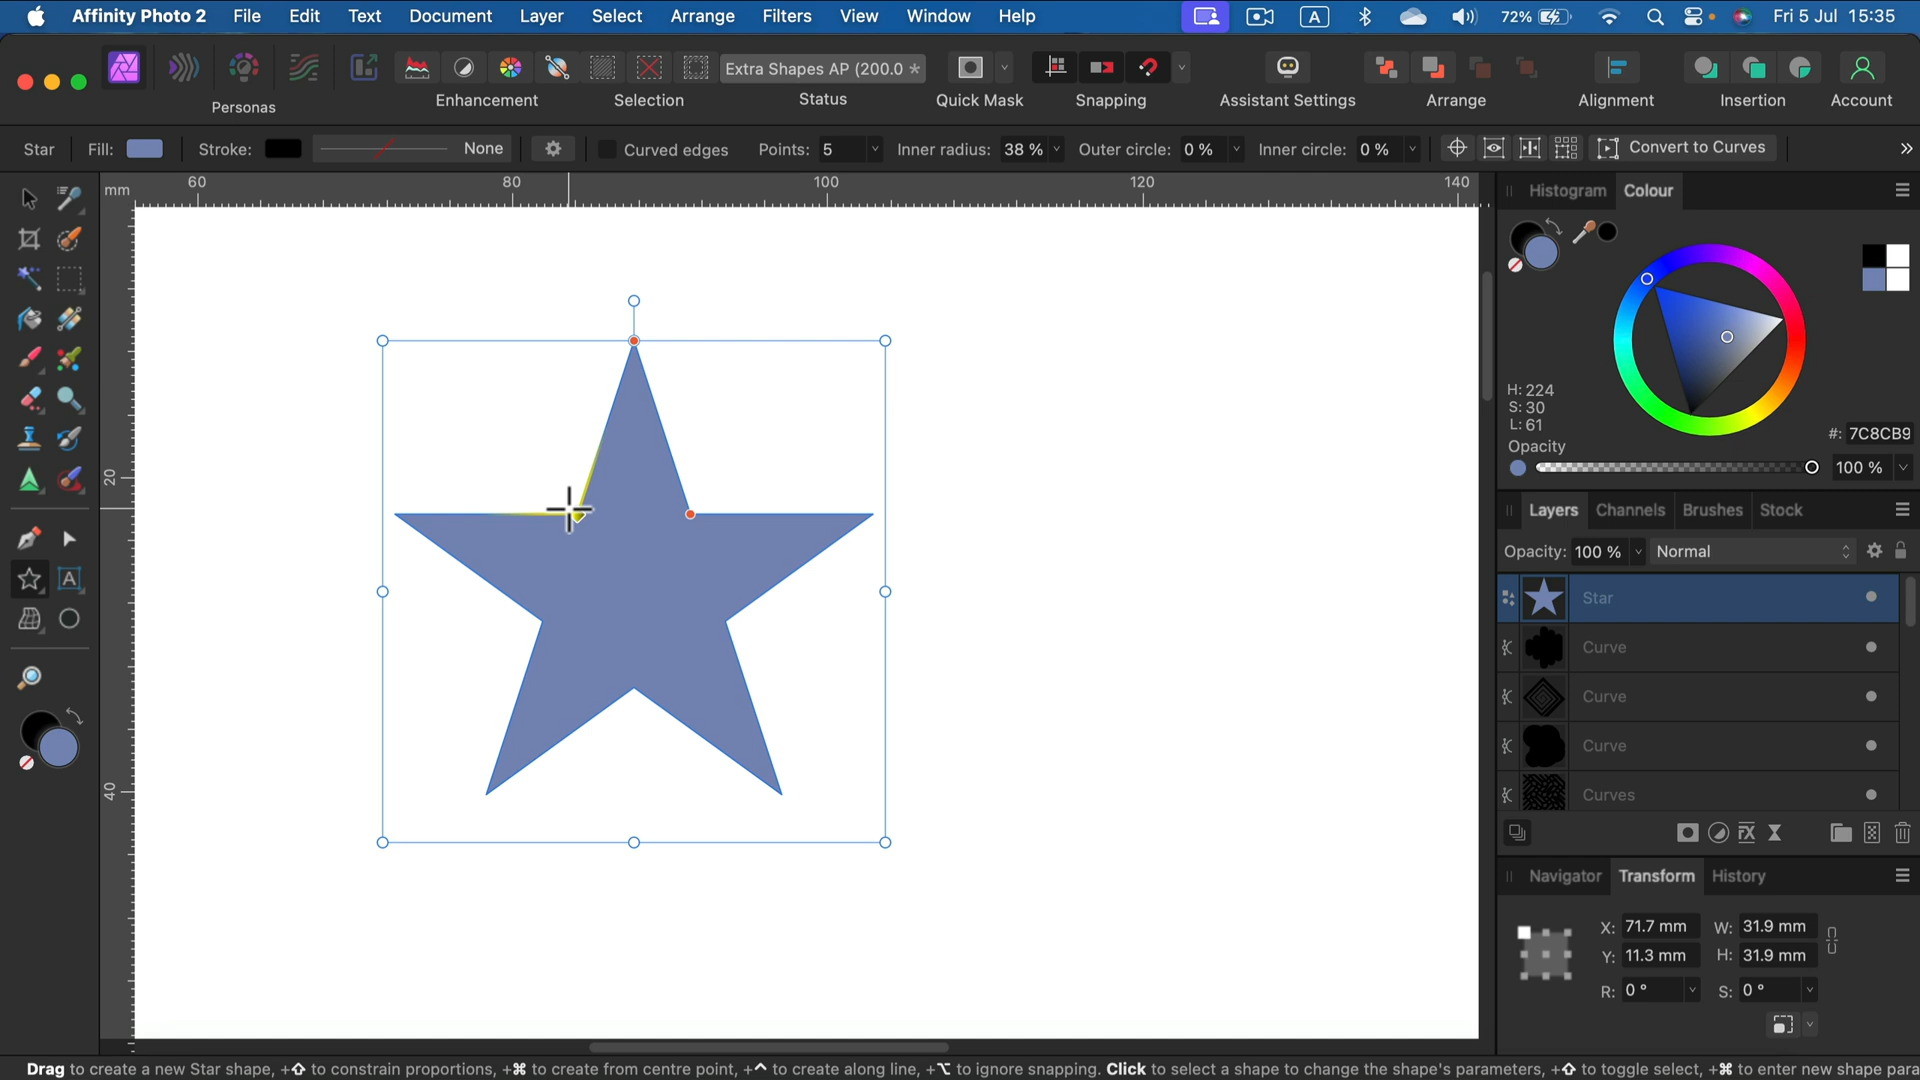 Affinity Photo 2 File Edit Text Document Layer Select Arrange Filters View Window Help A 72% Fri 5 Jul 15:35
Extra Shapes AP (200.0 *
Personas Enhancement Selection Status Quick Mask Snapping Assistant Settings Arrange Alignment Insertion Account
Star Fill: Stroke: None Curved edges Points: 5 Inner radius: 38 % Outer circle: 0 % Inner circle: 0 % Convert to Curves »
mm 60 80 100 120 140
20
40
A
Histogram Colour
H: 224
S: 30
L: 61
#: 7C8CB9
Opacity
100 %
Layers Channels Brushes Stock
Opacity: 100 % Normal
Star
Curve
Curve
Curve
Curves
FX
Navigator Transform History
X: 71.7 mm W: 31.9 mm
Y: 11.3 mm H: 31.9 mm
R: 0 ° S: 0 °
Drag to create a new Star shape, +⇧ to constrain proportions, +⌘ to create from centre point, +^ to create along line, +⌥ to ignore snapping. Click to select a shape to change the shape's parameters, +⇧ to toggle select, +⌘ to enter new shape para